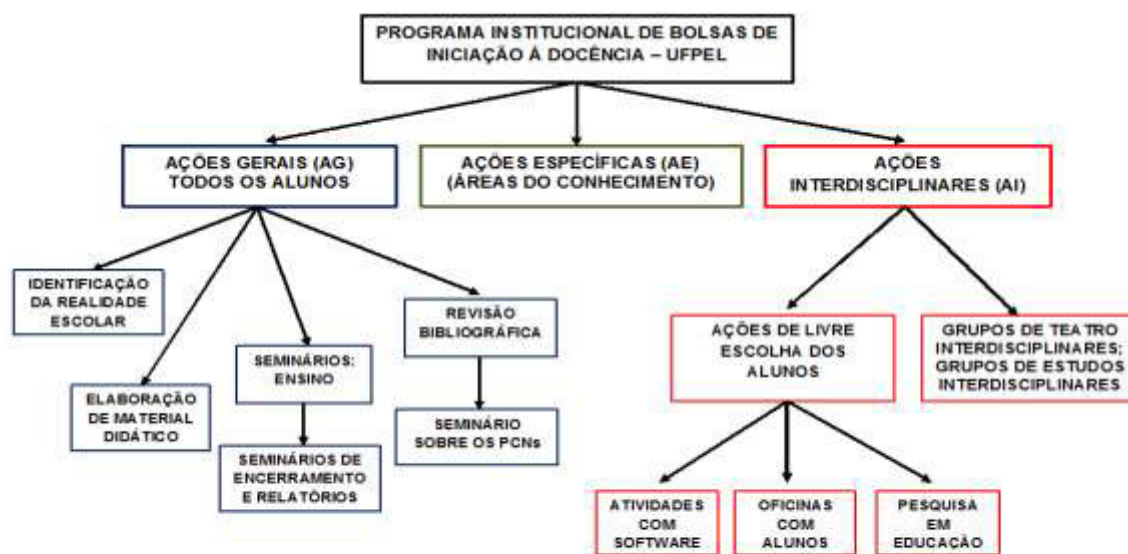 PROGRAMA INSTITUCIONAL DE BOLSAS DE
INICIAÇÃO À DOCÊNCIA – UFPEL
AÇÕES GERAIS (AG)
TODOS OS ALUNOS
AÇÕES ESPECÍFICAS (AE)
(ÁREAS DO CONHECIMENTO)
AÇÕES
INTERDISCIPLINARES (AI)
IDENTIFICAÇÃO
DA REALIDADE
ESCOLAR
ELABORAÇÃO
DE MATERIAL
DIDÁTICO
SEMINÁRIOS:
ENSINO
SEMINÁRIOS DE
ENCERRAMENTO
E RELATÓRIOS
REVISÃO
BIBLIOGRÁFICA
SEMINÁRIO
SOBRE OS PCNs
AÇÕES DE LIVRE
ESCOLHA DOS
ALUNOS
GRUPOS DE TEATRO
INTERDISCIPLINARES;
GRUPOS DE ESTUDOS
INTERDISCIPLINARES
ATIVIDADES
COM
SOFTWARE
OFICINAS
COM
ALUNOS
PESQUISA
EM
EDUCAÇÃO